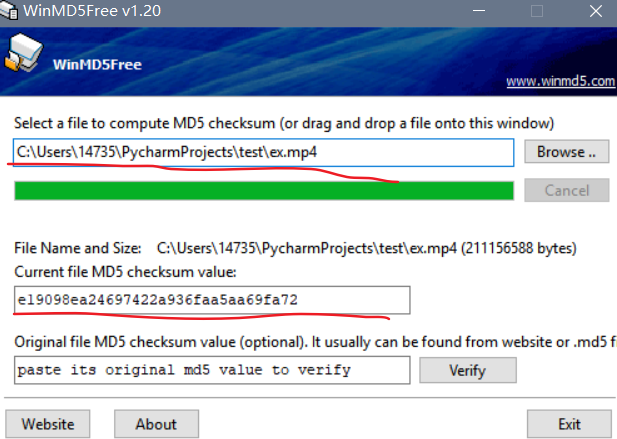 WinMD5Free v1.20
WinMD5Free
www.winmd5.com
Select a file to compute MD5 checksum (or drag and drop a file onto this window)
C:\Users\14735\PycharmProjects\test\ex.mp4
Browse ..
Cancel
File Name and Size: C:\Users\14735\PycharmProjects\test\ex.mp4 (211156588 bytes)
Current file MD5 checksum value:
e19098ea24697422a936faa5aa69fa72
Original file MD5 checksum value (optional). It usually can be found from website or .md5 f
paste its original md5 value to verify
Verify
Website
About
Exit